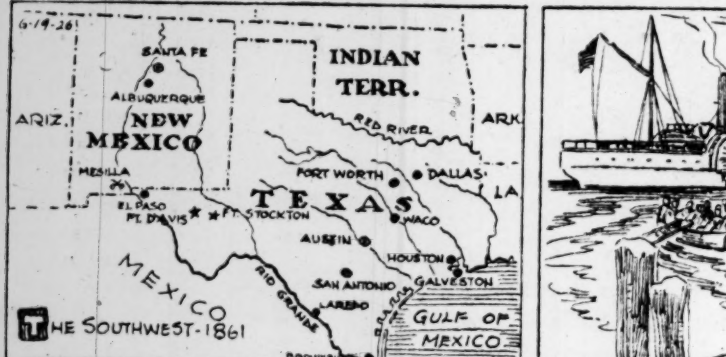 6-19-26
SANTA FE
ALBUQUERQUE
INDIAN
TERR.
ARIZ.
NEW
MEXICO
RED RIVER
ARK.
MESILLA
FORT WORTH
DALLAS
LA.
EL PASO
TEXAS
FT. DAVIS
FT. STOCKTON
WACO
AUSTIN
HOUSTON
MEXICO
SAN ANTONIO
GALVESTON
RIO GRANDE
LAREDO
GULF OF
MEXICO
THE SOUTHWEST-1861